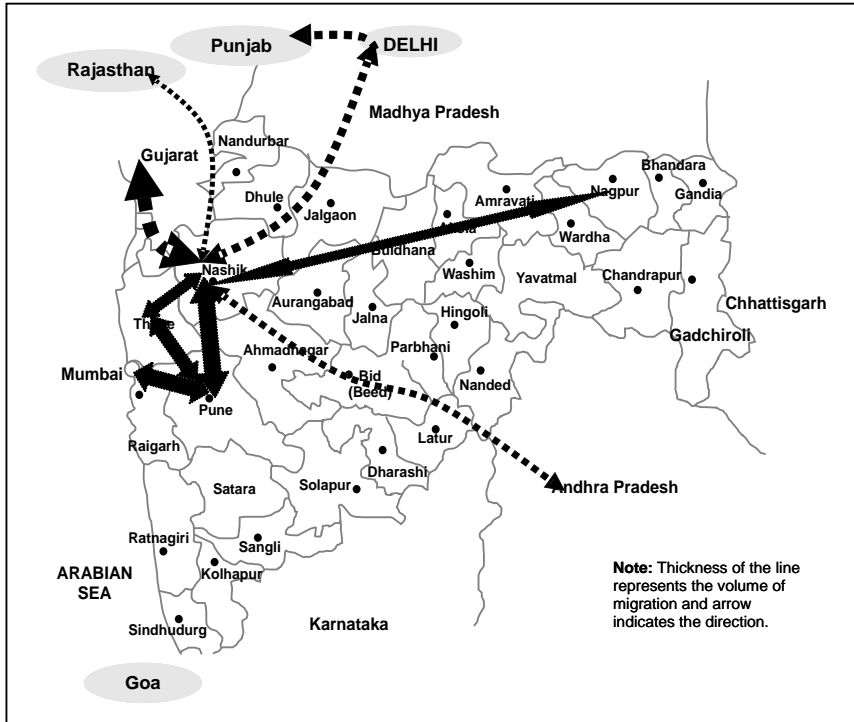 Punjab
DELHI
Rajasthan
Madhya Pradesh
Gujarat
Nandurbar
Dhule
Jalgaon
Amravati
Nagpur
Bhandara
Gandia
Akola
Wardha
Buldhana
Nashik
Washim
Yavatmal
Chandrapur
Aurangabad
Jalna
Hingoli
Chhattisgarh
Thane
Gadchiroli
Ahmadnagar
Parbhani
Mumbai
Bid
(Beed)
Nanded
Pune
Latur
Raigarh
Dharashi
Satara
Solapur
Andhra Pradesh
Ratnagiri
Sangli
Kolhapur
ARABIAN
SEA
Sindhudurg
Karnataka
Note: Thickness of the line
represents the volume of
migration and arrow
indicates the direction.
Goa